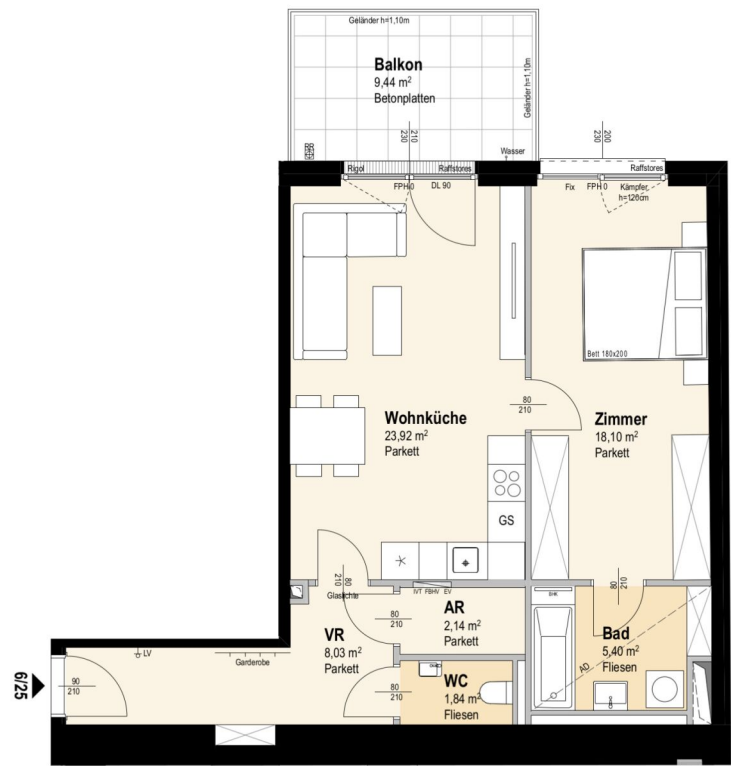 Geländer h=1,10m
Balkon
9,44 m²
Betonplatten
Geländer h=1,10m
210
230
200
230
Wasser
Rigol
Raffstores
Raffstores
FPH 0
DL 90
Fix
FPH 0
Kämpfer,
h=120cm
Bett 180x200
80
210
Wohnküche
23,92 m²
Parkett
Zimmer
18,10 m²
Parkett
GS
80
210
Glaslichte
IVT
FBHV
EV
80
210
SHK
80
210
AR
2,14 m²
Parkett
VR
8,03 m²
Parkett
Bad
5,40 m²
Fliesen
AD
LV
Garderobe
6/25
90
210
80
210
WC
1,84 m²
Fliesen